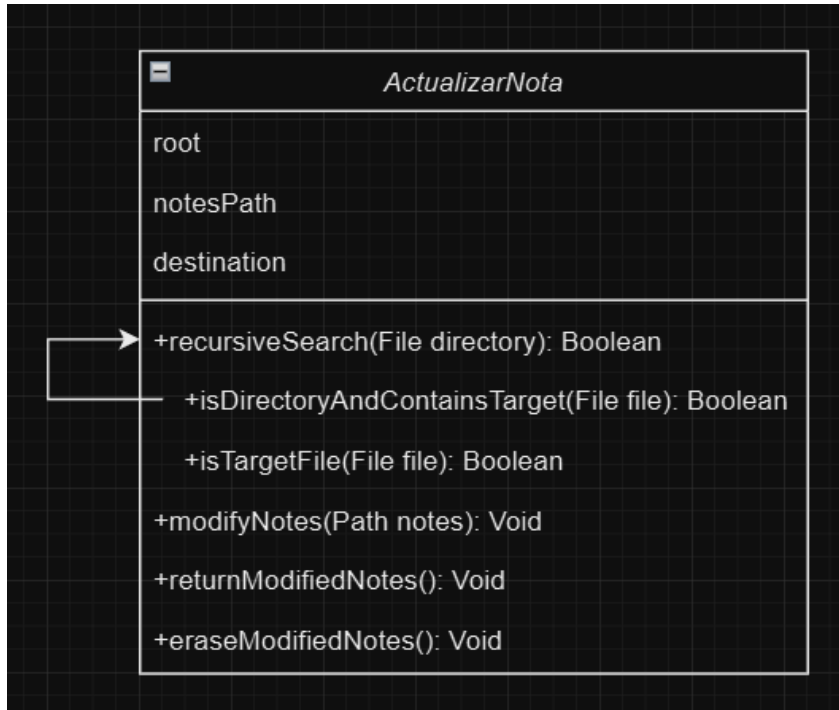 ActualizarNota
root
notesPath
destination
+recursiveSearch(File directory): Boolean
+isDirectoryAndContainsTarget(File file): Boolean
+isTargetFile(File file): Boolean
+modifyNotes(Path notes): Void
+returnModifiedNotes(): Void
+eraseModifiedNotes(): Void